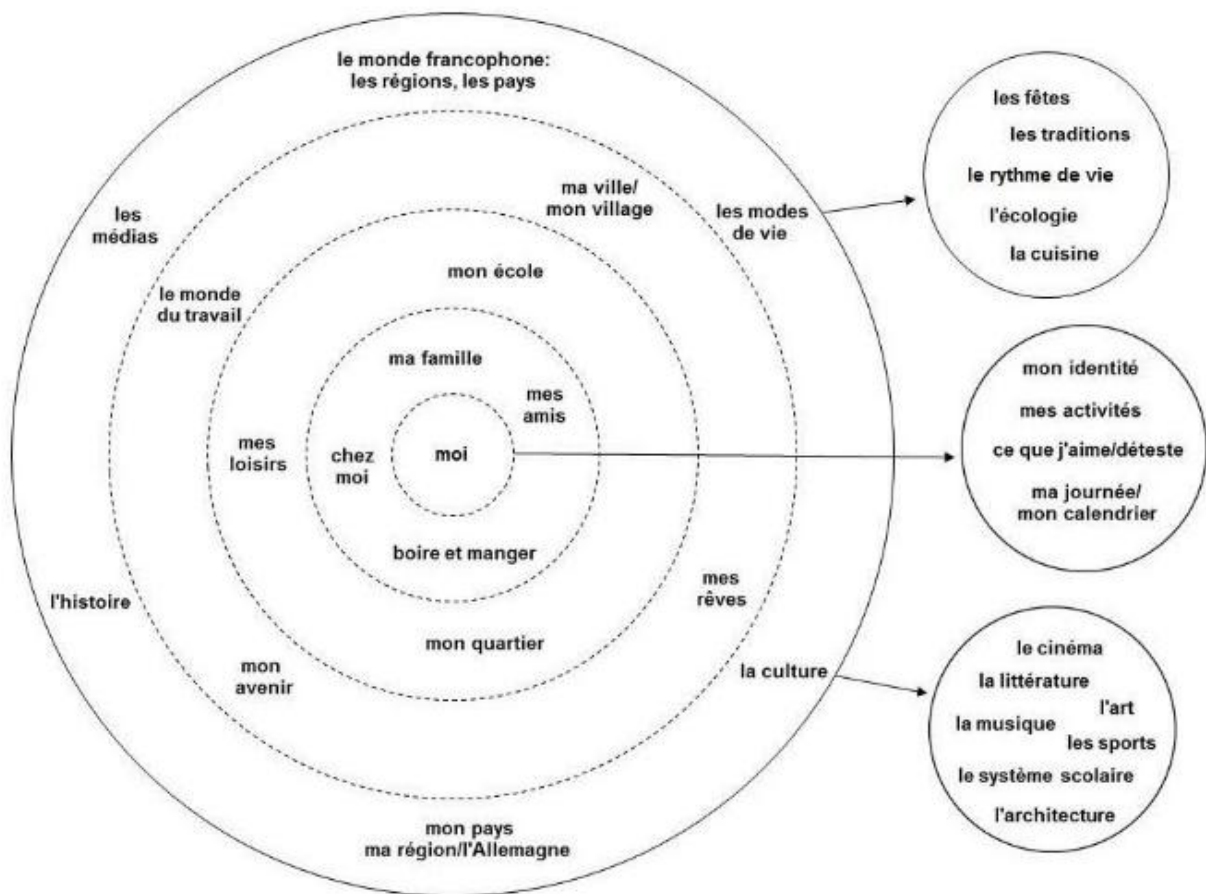 le monde francophone:
les régions, les pays
ma ville/
mon village
les modes
de vie
les
médias
mon école
le monde
du travail
ma famille
mes
amis
mes
loisirs
chez
moi
moi
boire et manger
mes
rêves
l'histoire
mon quartier
mon
avenir
la culture
mon pays
ma région/l'Allemagne
les fêtes
les traditions
le rythme de vie
l'écologie
la cuisine
mon identité
mes activités
ce que j'aime/déteste
ma journée/
mon calendrier
le cinéma
la littérature
l'art
la musique
les sports
le système scolaire
l'architecture